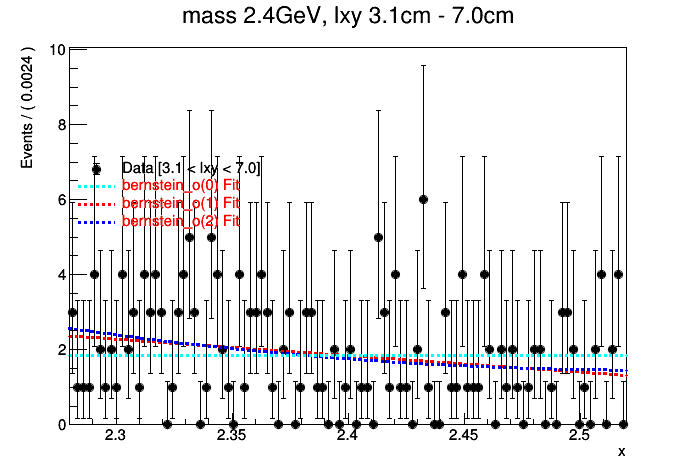 mass 2.4GeV, lxy 3.1cm - 7.0cm
Events / ( 0.0024 )
10
8
6
4
2
0
Data [3.1 < lxy < 7.0]
bernstein_o(0) Fit
bernstein_o(1) Fit
bernstein_o(2) Fit
2.3 2.35 2.4 2.45 2.5
x